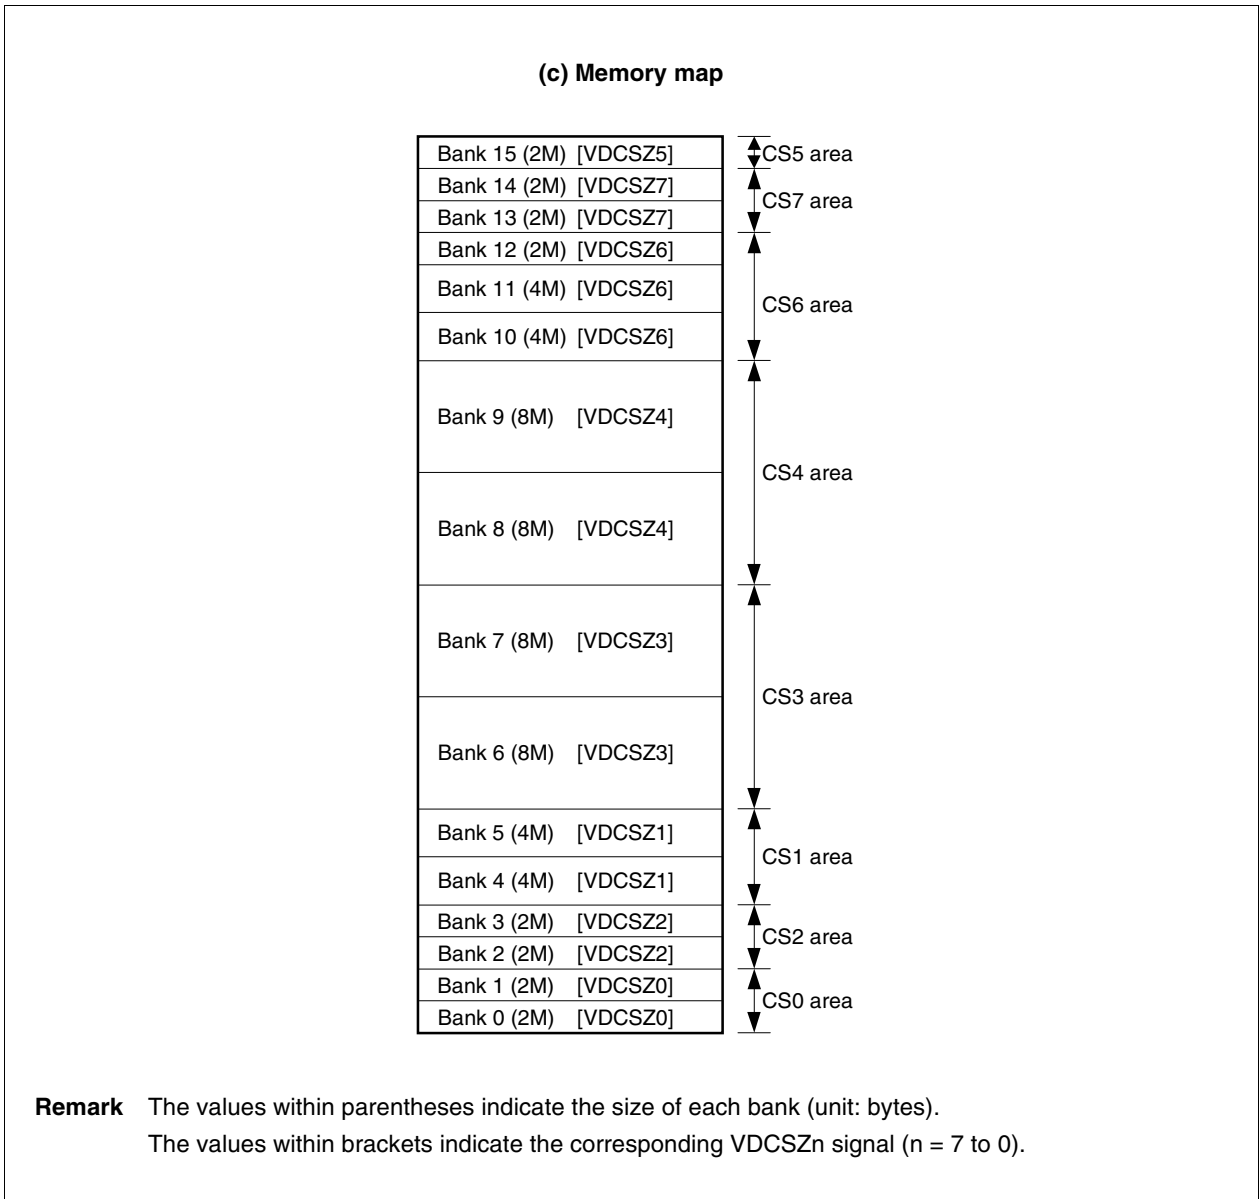 (c) Memory map
Bank 15 (2M) [VDCSZ5]
CS5 area
Bank 14 (2M) [VDCSZ7]
CS7 area
Bank 13 (2M) [VDCSZ7]
Bank 12 (2M) [VDCSZ6]
Bank 11 (4M) [VDCSZ6]
CS6 area
Bank 10 (4M) [VDCSZ6]
Bank 9 (8M) [VDCSZ4]
CS4 area
Bank 8 (8M) [VDCSZ4]
Bank 7 (8M) [VDCSZ3]
CS3 area
Bank 6 (8M) [VDCSZ3]
Bank 5 (4M) [VDCSZ1]
CS1 area
Bank 4 (4M) [VDCSZ1]
Bank 3 (2M) [VDCSZ2]
CS2 area
Bank 2 (2M) [VDCSZ2]
Bank 1 (2M) [VDCSZ0]
CS0 area
Bank 0 (2M) [VDCSZ0]
Remark The values within parentheses indicate the size of each bank (unit: bytes).
The values within brackets indicate the corresponding VDCSZn signal (n = 7 to 0).